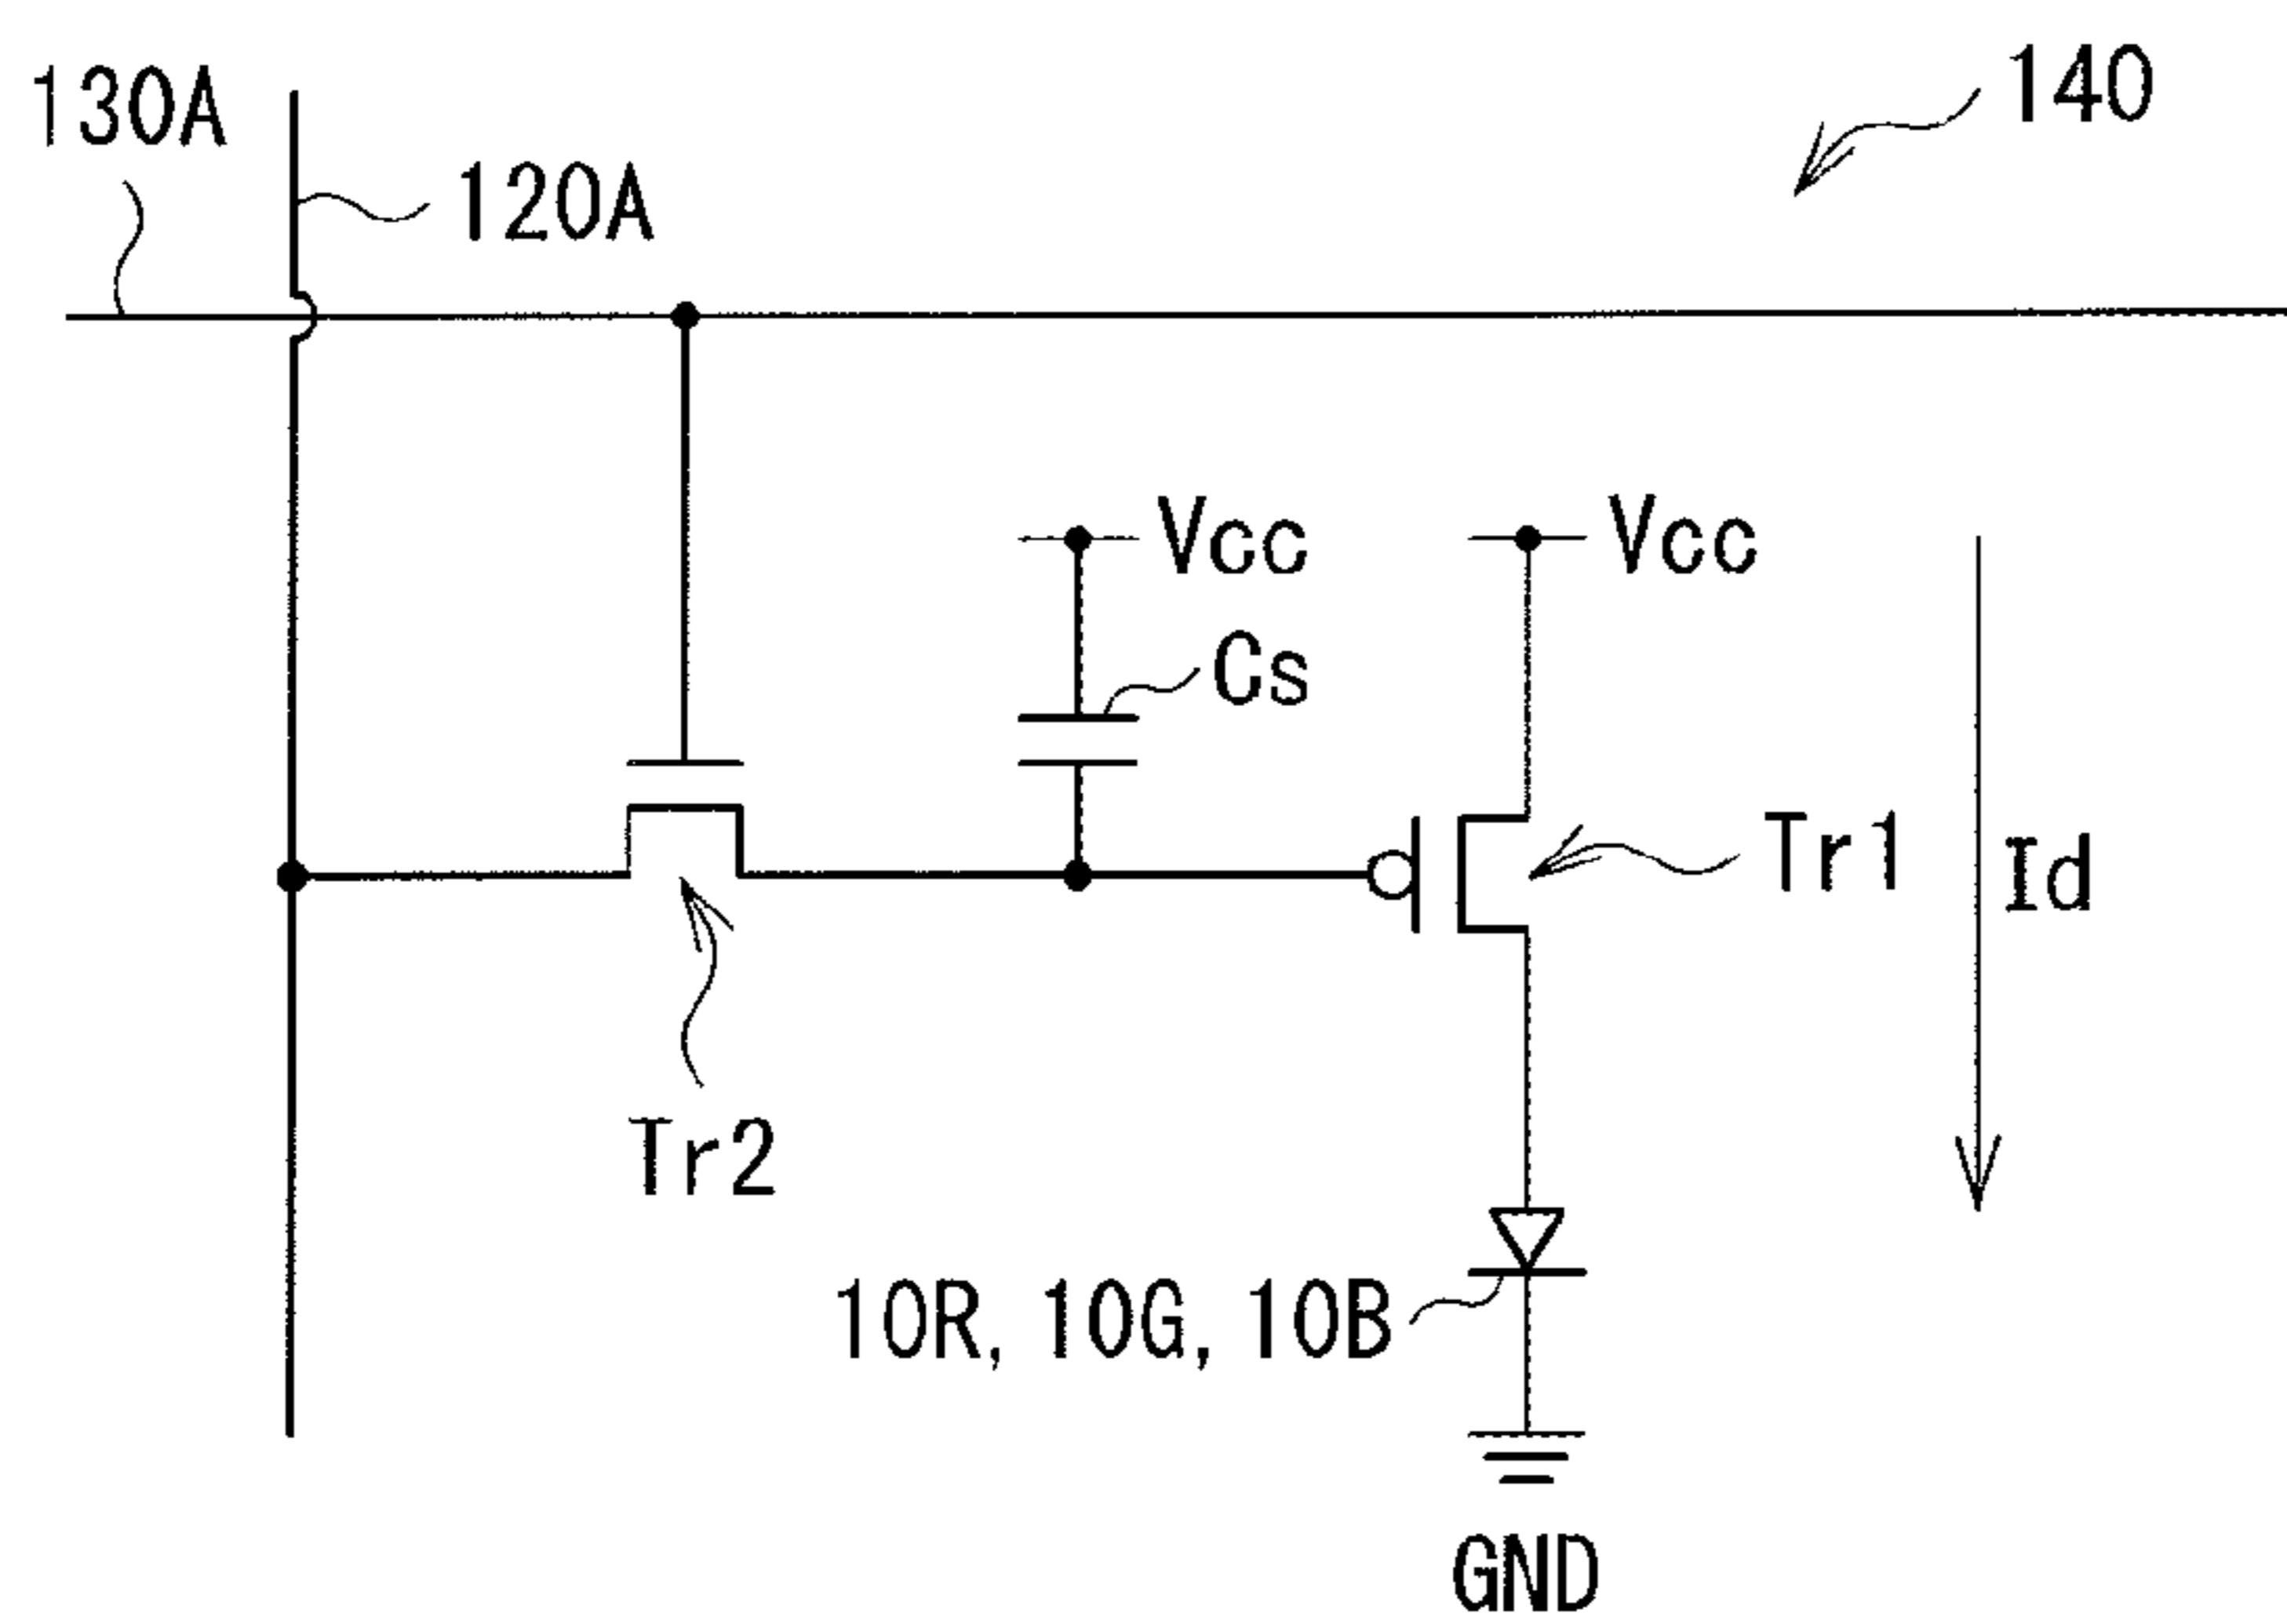 140
130A
120A
Vcc
Vcc
Cs
Tr1
Id
Tr2
10R, 10G, 10B
GND